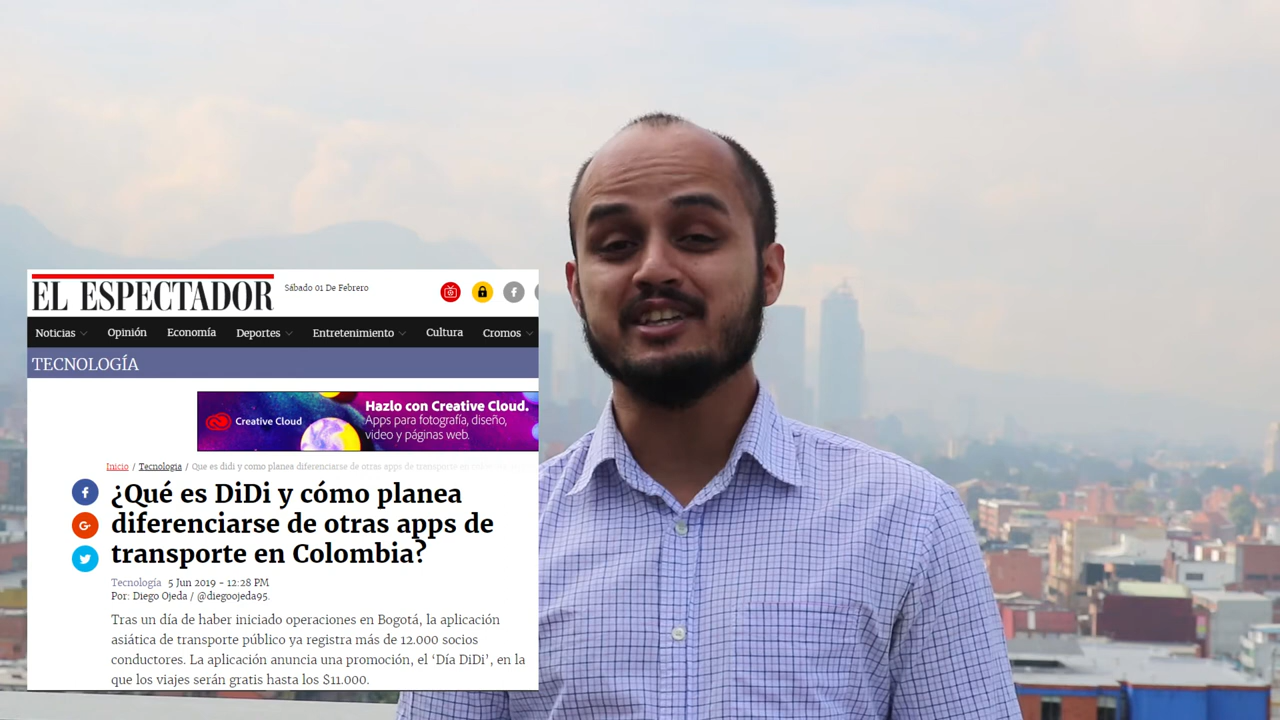 EL ESPECTADOR
Sábado 01 De Febrero
Noticias Opinión Economía Deportes Entretenimiento Cultura Cromos
TECNOLOGÍA
Creative Cloud
Hazlo con Creative Cloud.
Apps para fotografía, diseño,
video y páginas web.
Inicio / Tecnologia / Que es didi y como planea diferenciarse de otras apps de transporte en
¿Qué es DiDi y cómo planea
diferenciarse de otras apps de
transporte en Colombia?
Tecnología 5 Jun 2019 - 12:28 PM
Por: Diego Ojeda / @diegoojeda95.
Tras un día de haber iniciado operaciones en Bogotá, la aplicación
asiática de transporte público ya registra más de 12.000 socios
conductores. La aplicación anuncia una promoción, el ‘Día DiDi’, en la
que los viajes serán gratis hasta los $11.000.